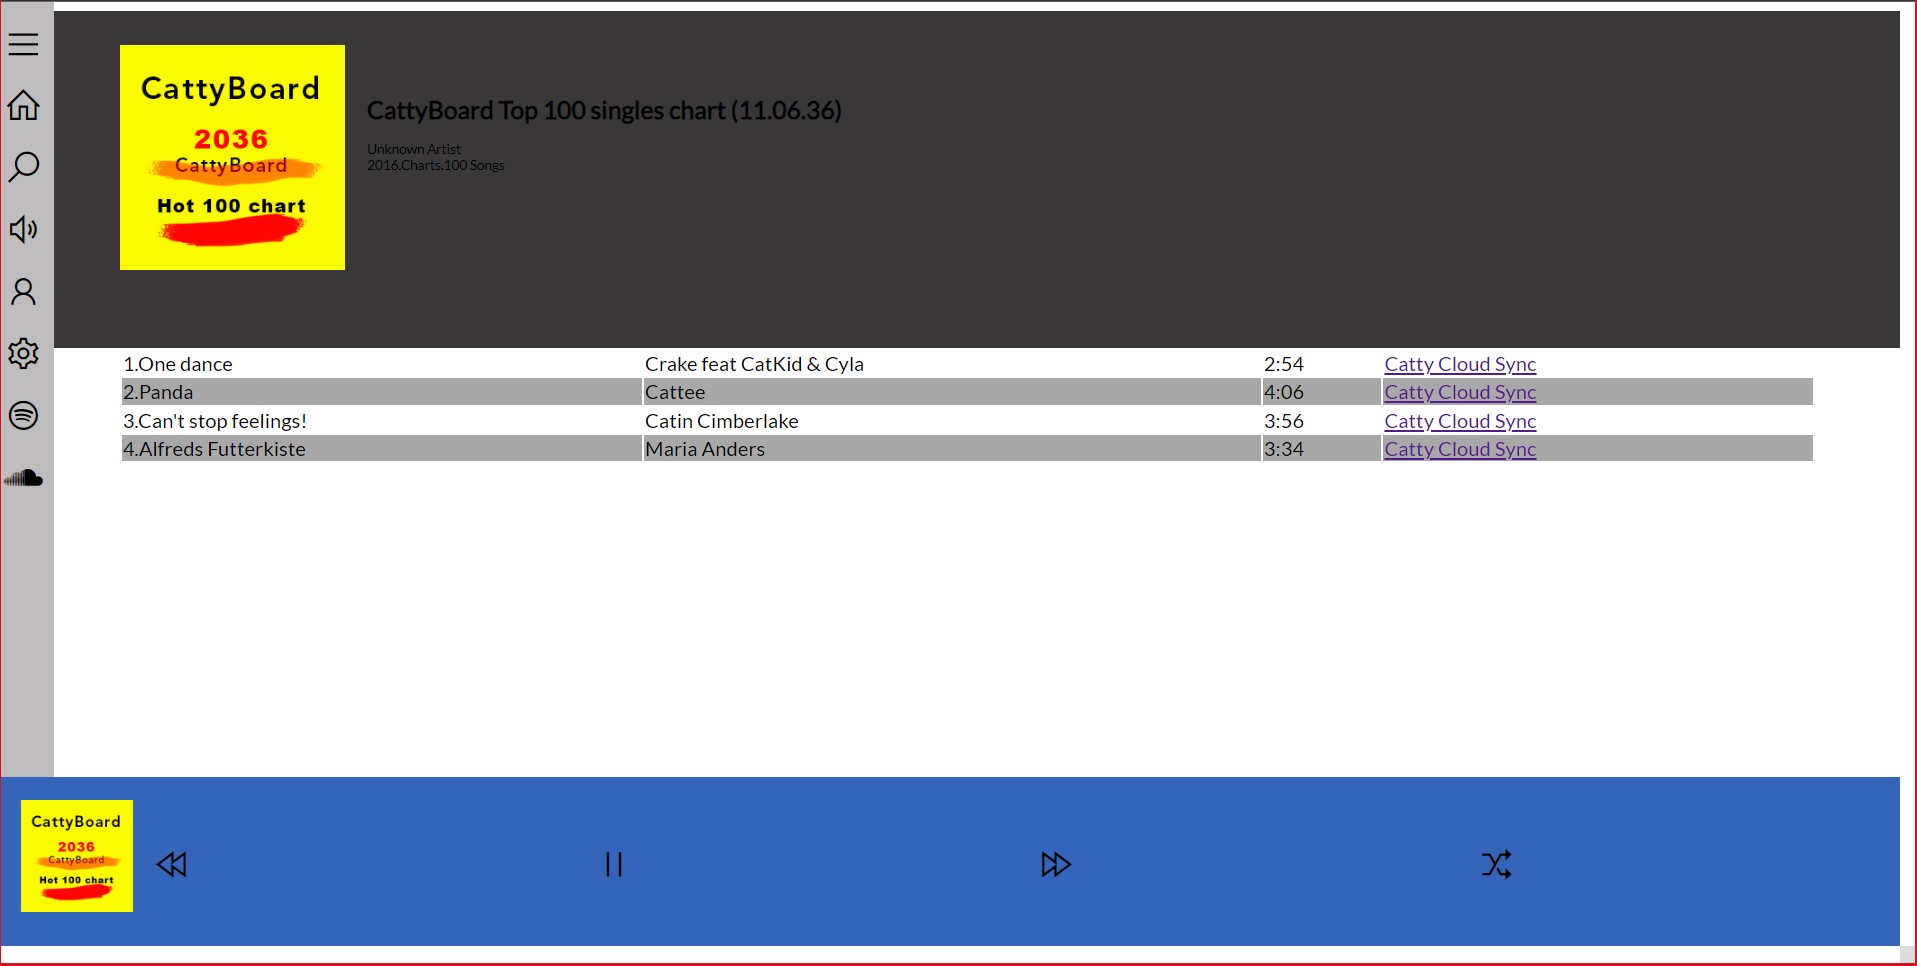 CattyBoard
2036
CattyBoard
Hot 100 chart
CattyBoard Top 100 singles chart (11.06.36)
Unknown Artist
2016.Charts.100 Songs
1.One dance Crake feat CatKid & Cyla 2:54 Catty Cloud Sync
2.Panda Cattee 4:06 Catty Cloud Sync
3.Can't stop feelings! Catin Cimberlake 3:56 Catty Cloud Sync
4.Alfreds Futterkiste Maria Anders 3:34 Catty Cloud Sync
CattyBoard
2036
CattyBoard
Hot 100 chart